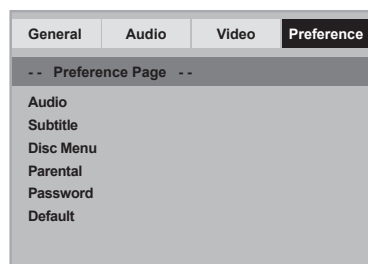 General Audio Video Preference
- - Preference Page - -
Audio
Subtitle
Disc Menu
Parental
Password
Default